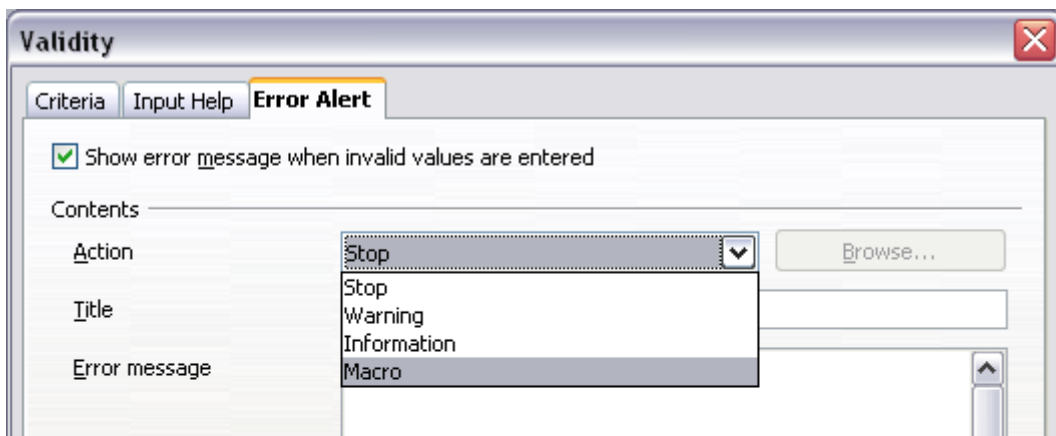 Validity
Criteria Input Help Error Alert
Show error message when invalid values are entered
Contents
Action Stop Browse...
Stop
Title
Warning
Information
Error message
Macro